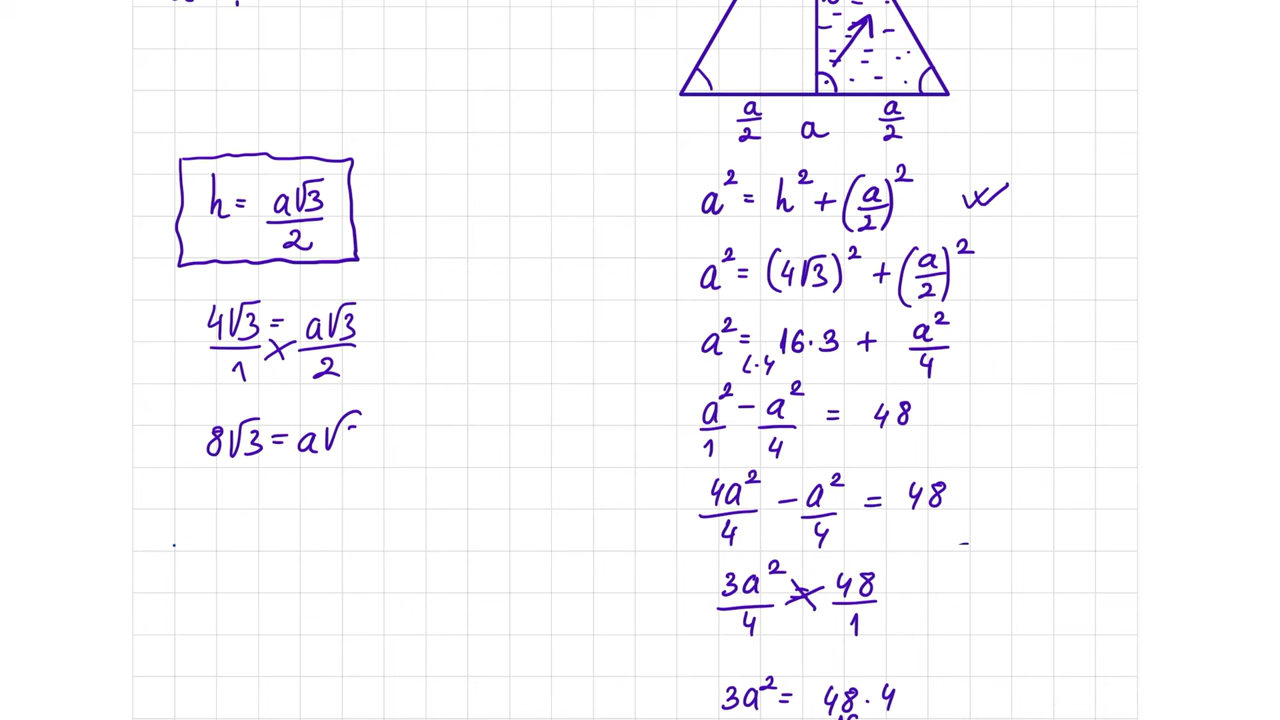 a/2 a a/2
h = a√3/2
4√3/1 = a√3/2
8√3 = a√
a² = h² + (a/2)²
a² = (4√3)² + (a/2)²
a² = 16·3 + a²/4
(·4
a²/1 - a²/4 = 48
4a²/4 - a²/4 = 48
3a²/4 = 48/1
3a² = 48·4